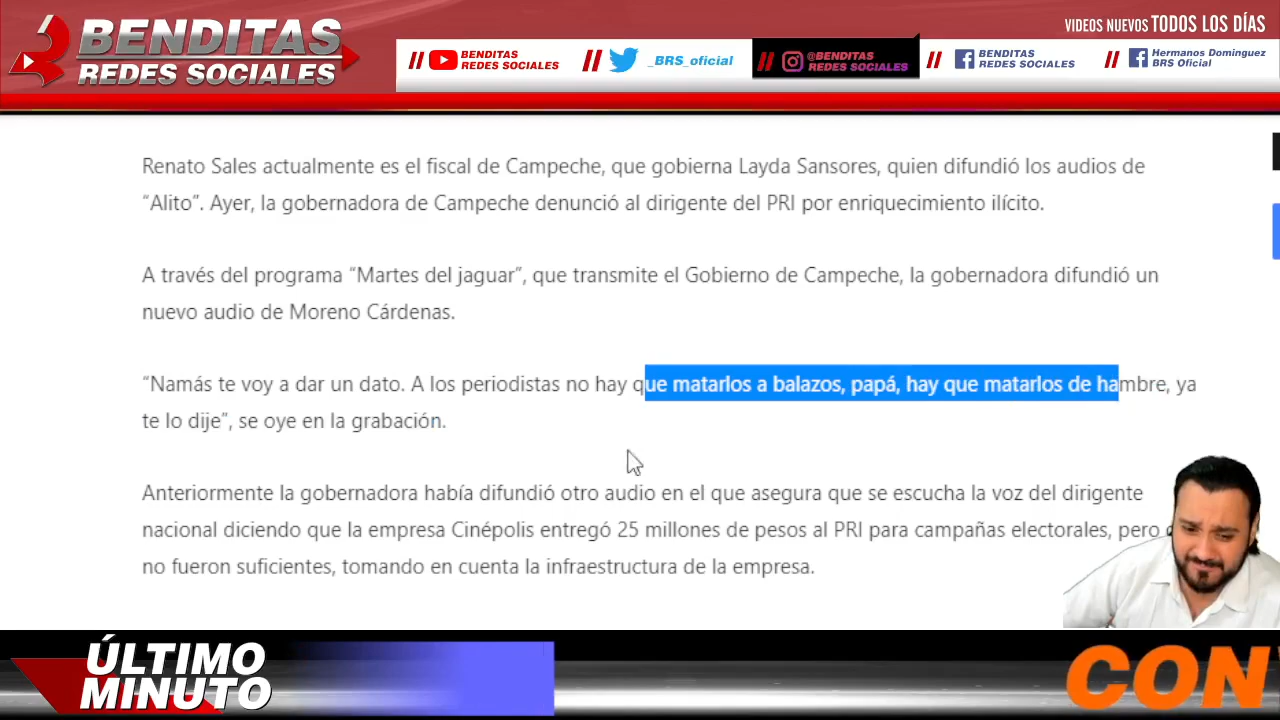 BENDITAS
REDES SOCIALES
VIDEOS NUEVOS TODOS LOS DÍAS
// BENDITAS REDES SOCIALES
// _BRS_oficial
// @BENDITAS REDES SOCIALES
// BENDITAS REDES SOCIALES
// Hermanos Dominguez BRS Oficial
Renato Sales actualmente es el fiscal de Campeche, que gobierna Layda Sansores, quien difundió los audios de
“Alito”. Ayer, la gobernadora de Campeche denunció al dirigente del PRI por enriquecimiento ilícito.
A través del programa “Martes del jaguar”, que transmite el Gobierno de Campeche, la gobernadora difundió un
nuevo audio de Moreno Cárdenas.
“Namás te voy a dar un dato. A los periodistas no hay que matarlos a balazos, papá, hay que matarlos de hambre, ya
te lo dije”, se oye en la grabación.
Anteriormente la gobernadora había difundió otro audio en el que asegura que se escucha la voz del dirigente
nacional diciendo que la empresa Cinépolis entregó 25 millones de pesos al PRI para campañas electorales, pero
no fueron suficientes, tomando en cuenta la infraestructura de la empresa.
ÚLTIMO
MINUTO
CON